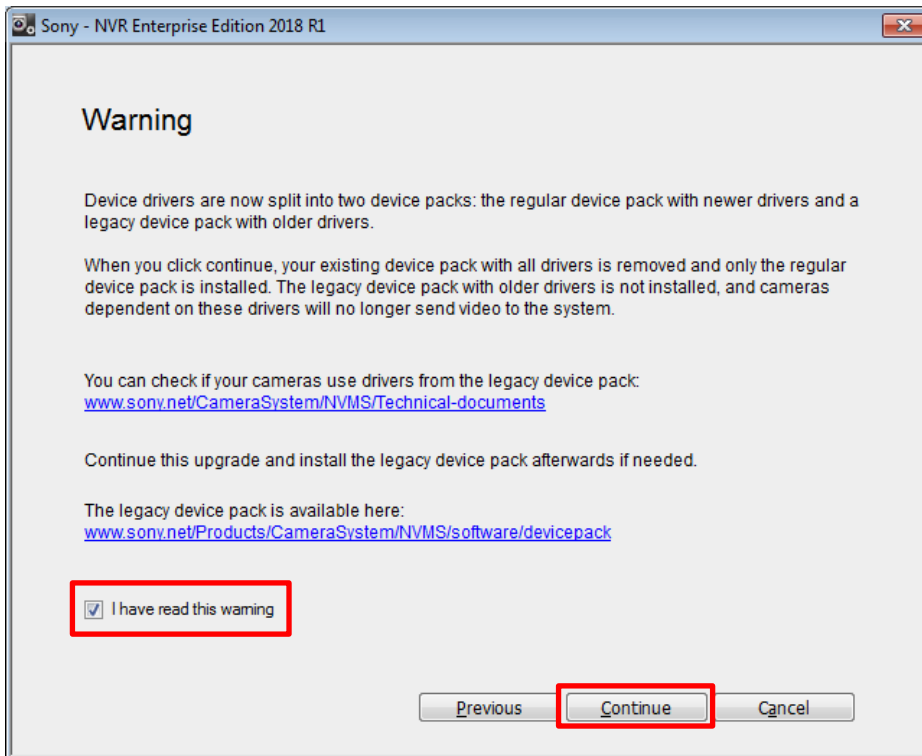 Sony - NVR Enterprise Edition 2018 R1
Warning
Device drivers are now split into two device packs: the regular device pack with newer drivers and a
legacy device pack with older drivers.
When you click continue, your existing device pack with all drivers is removed and only the regular
device pack is installed. The legacy device pack with older drivers is not installed, and cameras
dependent on these drivers will no longer send video to the system.
You can check if your cameras use drivers from the legacy device pack:
www.sony.net/CameraSystem/NVMS/Technical-documents
Continue this upgrade and install the legacy device pack afterwards if needed.
The legacy device pack is available here:
www.sony.net/Products/CameraSystem/NVMS/software/devicepack
I have read this warning
Previous Continue Cancel